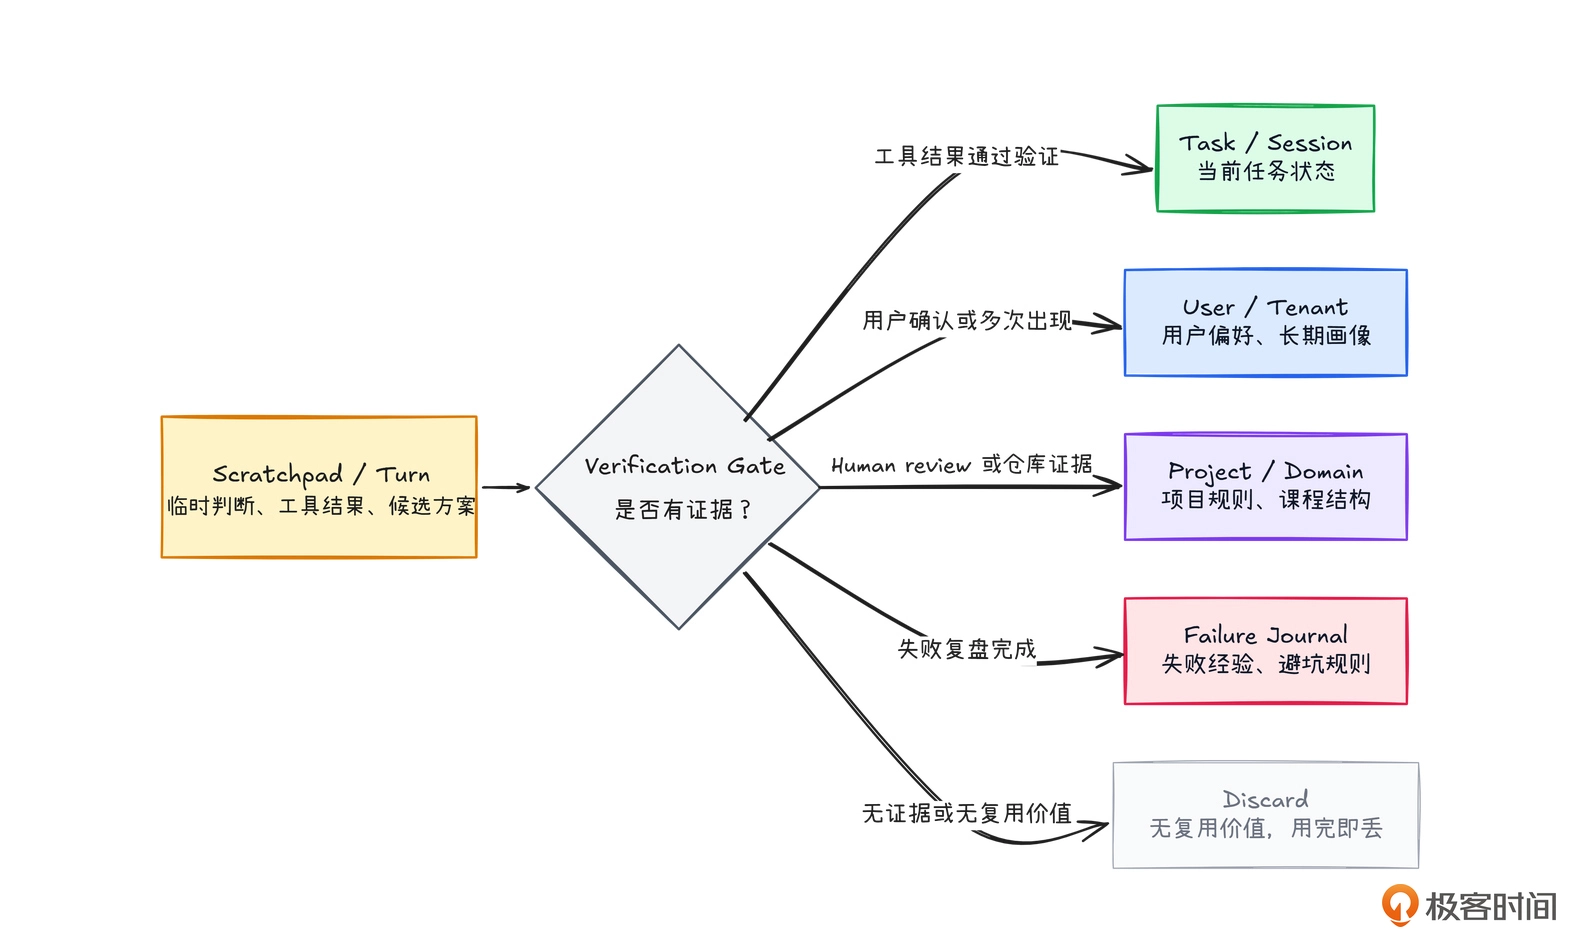 Scratchpad / Turn
临时判断、工具结果、候选方案
Verification Gate
是否有证据？
工具结果通过验证
Task / Session
当前任务状态
用户确认或多次出现
User / Tenant
用户偏好、长期画像
Human review 或仓库证据
Project / Domain
项目规则、课程结构
失败复盘完成
Failure Journal
失败经验、避坑规则
无证据或无复用价值
Discard
无复用价值，用完即丢
极客时间